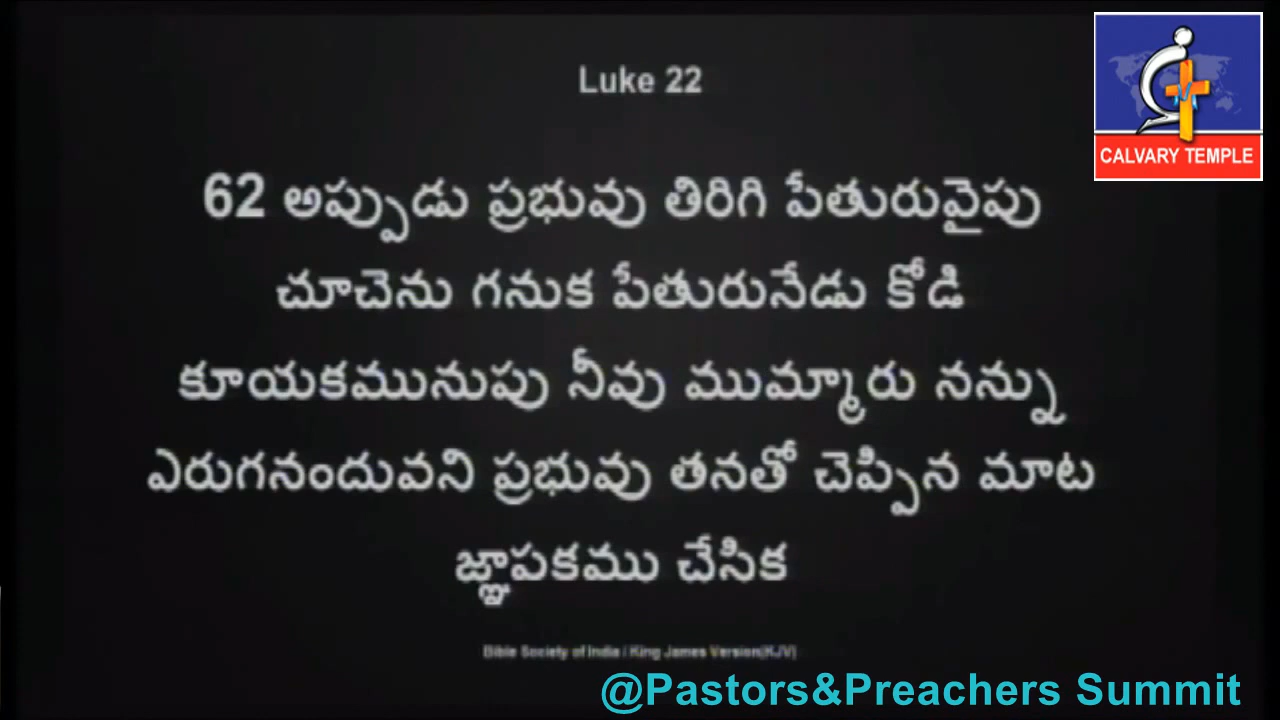 Luke 22
CALVARY TEMPLE
62 అప్పుడు ప్రభువు తిరిగి పేతురువైపు
చూచెను గనుక పేతురునేడు కోడి
కూయకమునుపు నీవు ముమ్మారు నన్ను
ఎరుగనందువని ప్రభువు తనతో చెప్పిన మాట
జ్ఞాపకము చేసిక
Bible Society of India / King James Version(KJV)
@Pastors&Preachers Summit